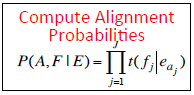 Compute Alignment
Probabilities
P(A,F|E) = ∏_{j=1}^{J} t(f_j|e_{a_j})